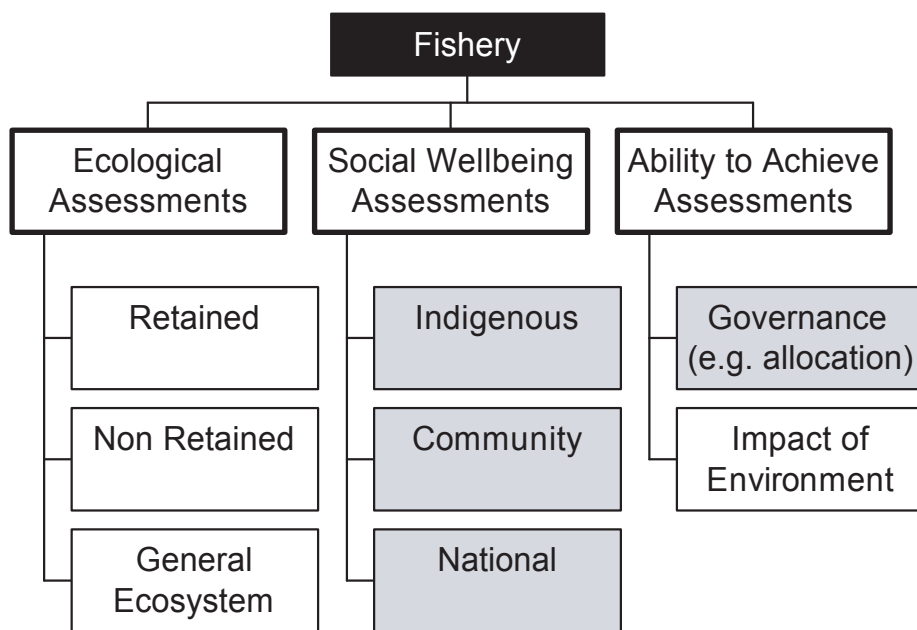 Fishery
Ecological
Assessments
Social Wellbeing
Assessments
Ability to Achieve
Assessments
Retained
Non Retained
General
Ecosystem
Indigenous
Community
National
Governance
(e.g. allocation)
Impact of
Environment